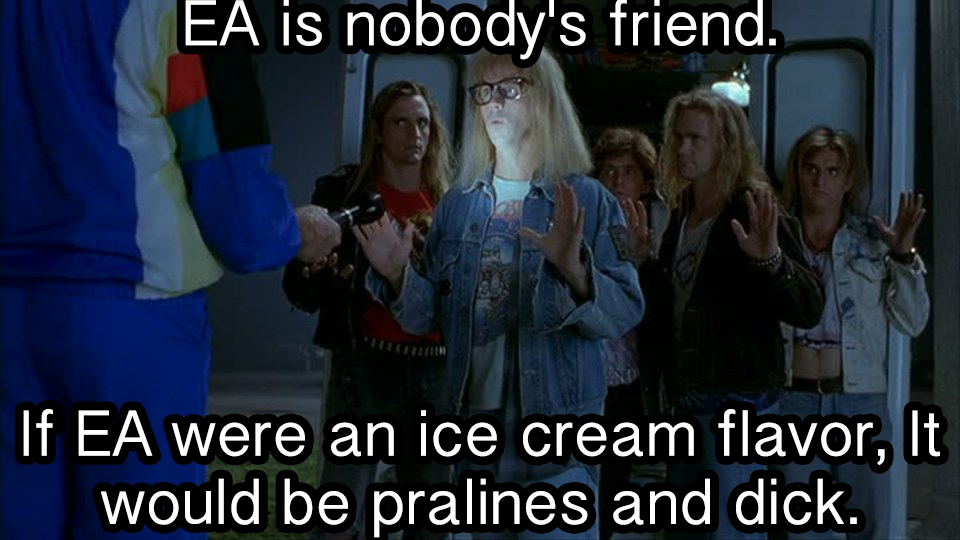 EA is nobody's friend.
If EA were an ice cream flavor, It
would be pralines and dick.